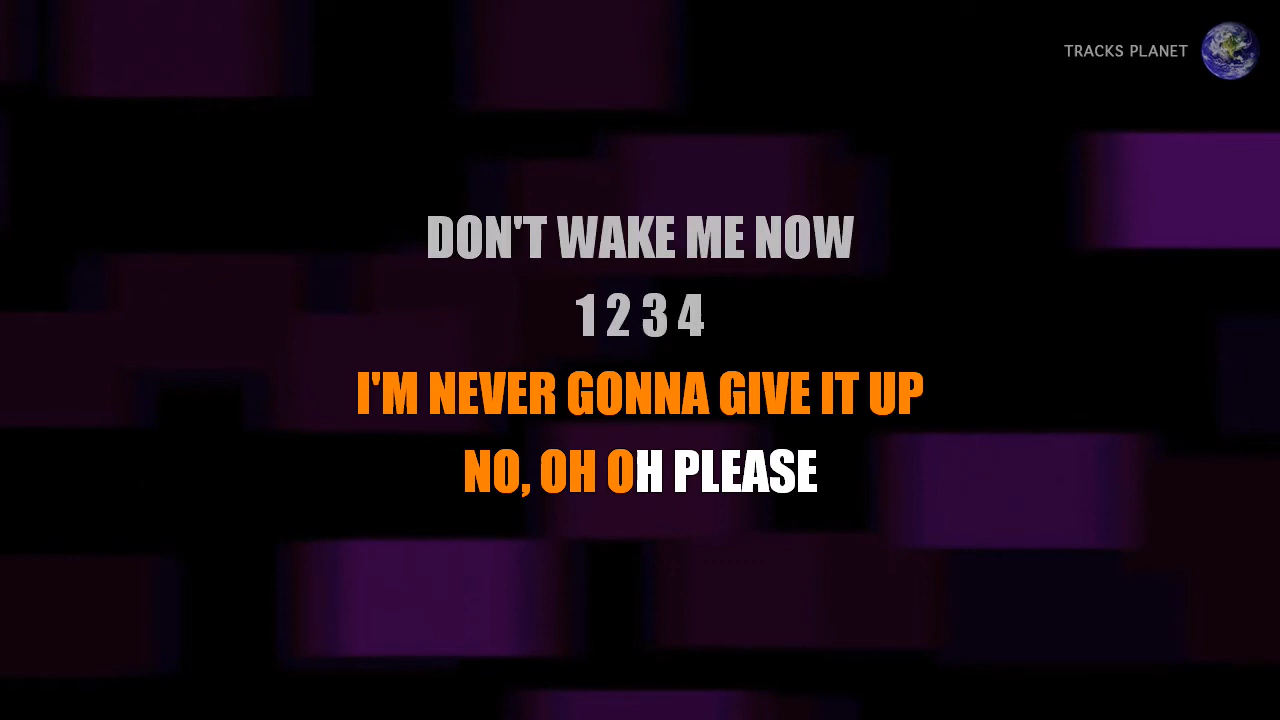 TRACKS PLANET
DON'T WAKE ME NOW
1 2 3 4
I'M NEVER GONNA GIVE IT UP
NO, OH OH PLEASE